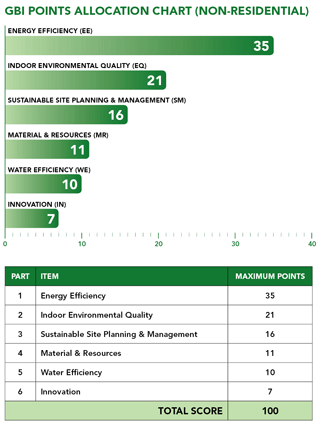 GBI POINTS ALLOCATION CHART (NON-RESIDENTIAL)
ENERGY EFFICIENCY (EE)
35
INDOOR ENVIRONMENTAL QUALITY (EQ)
21
SUSTAINABLE SITE PLANNING & MANAGEMENT (SM)
16
MATERIAL & RESOURCES (MR)
11
WATER EFFICIENCY (WE)
10
INNOVATION (IN)
7
0 10 20 30 40
PART ITEM MAXIMUM POINTS
1 Energy Efficiency 35
2 Indoor Environmental Quality 21
3 Sustainable Site Planning & Management 16
4 Material & Resources 11
5 Water Efficiency 10
6 Innovation 7
TOTAL SCORE 100